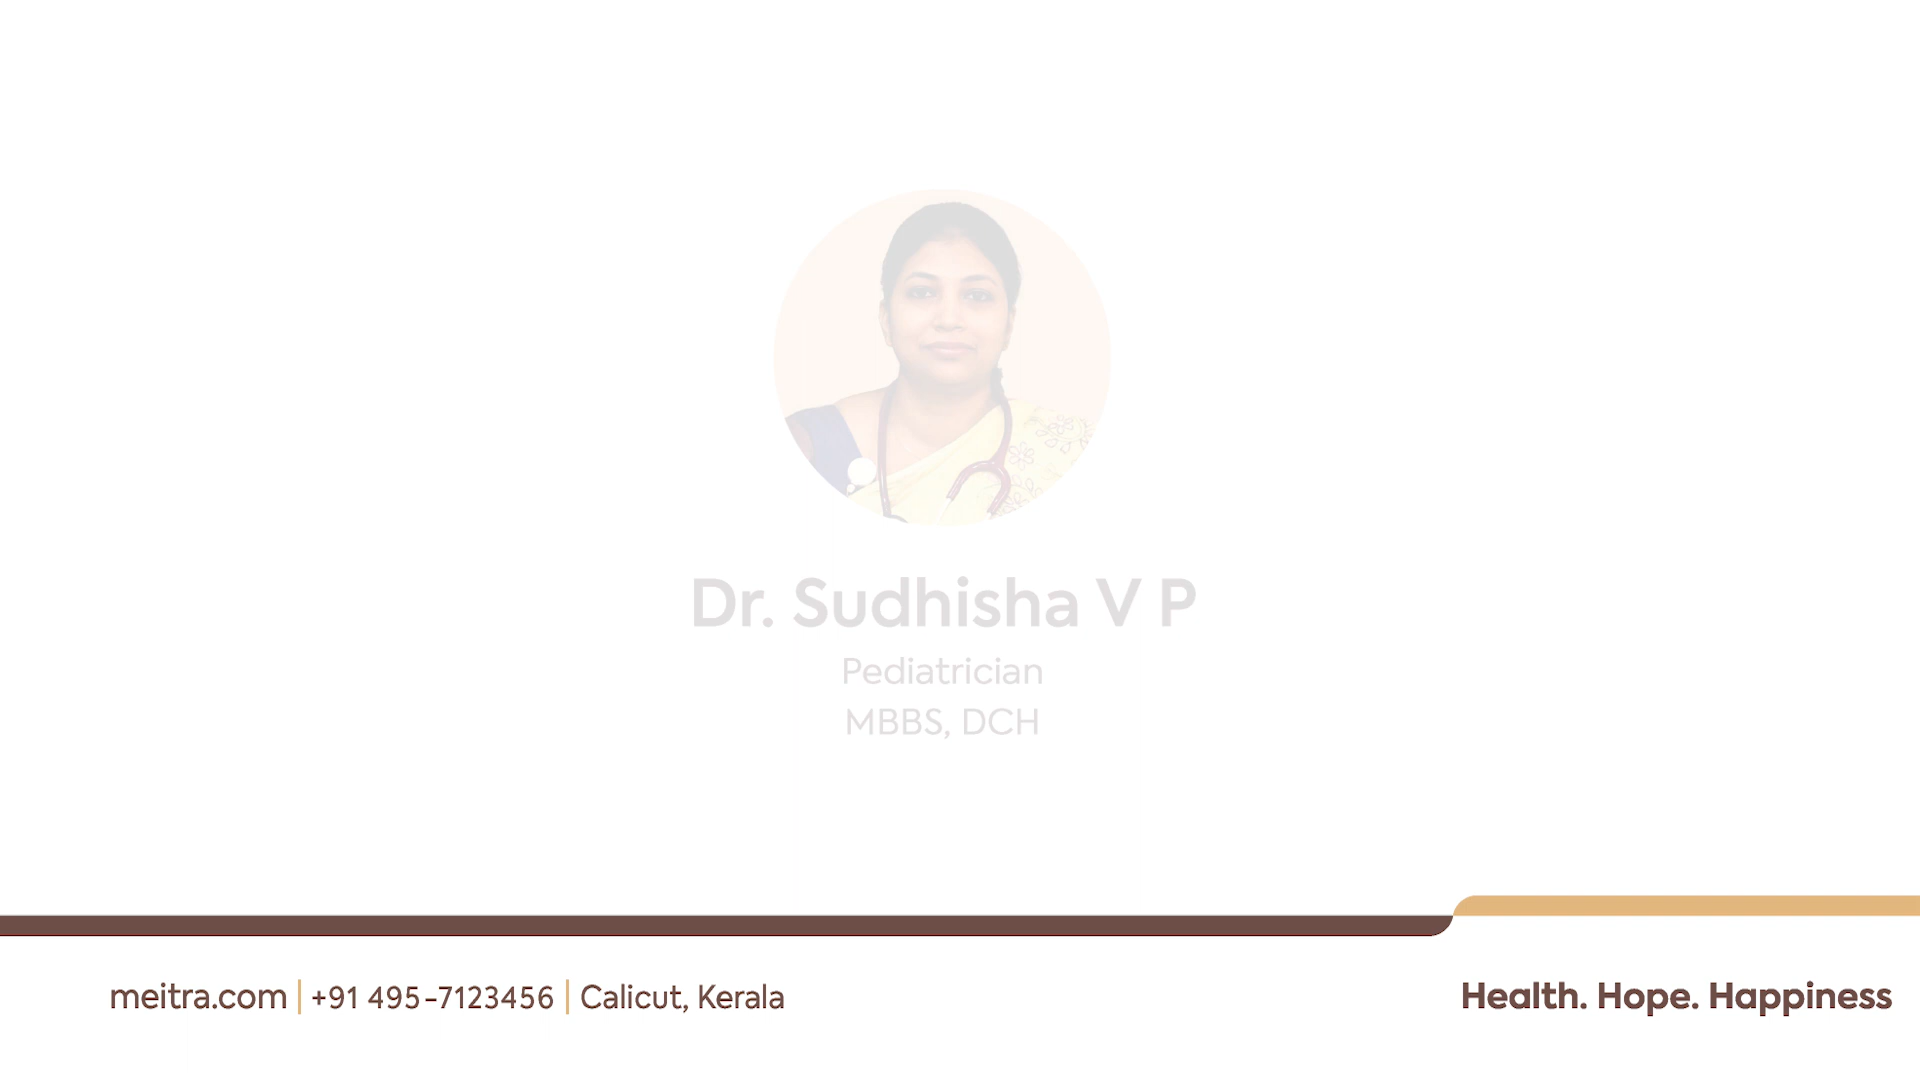 Dr. Sudhisha V P
Pediatrician
MBBS, DCH
meitra.com | +91 495-7123456 | Calicut, Kerala
Health. Hope. Happiness